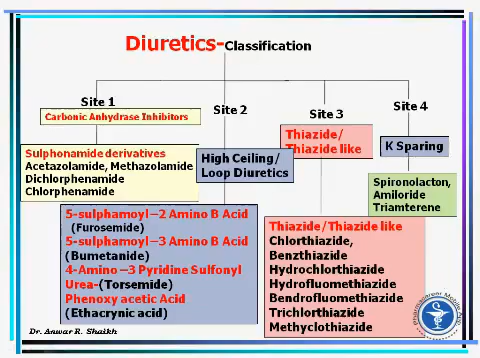 Diuretics-Classification
Site 1
Carbonic Anhydrase Inhibitors
Sulphonamide derivatives
Acetazolamide, Methazolamide
Dichlorphenamide
Chlorphenamide
Site 2
High Ceiling/
Loop Diuretics
5-sulphamoyl–2 Amino B Acid
(Furosemide)
5-sulphamoyl–3 Amino B Acid
(Bumetanide)
4-Amino–3 Pyridine Sulfonyl
Urea-(Torsemide)
Phenoxy acetic Acid
(Ethacrynic acid)
Site 3
Thiazide/
Thiazide like
Thiazide/Thiazide like
Chlorthiazide,
Benzthiazide
Hydrochlorthiazide
Hydrofluomethiazide
Bendrofluomethiazide
Trichlorthiazide
Methyclothiazide
Site 4
K Sparing
Spironolacton,
Amiloride
Triamterene
Dr. Anwar R. Shaikh